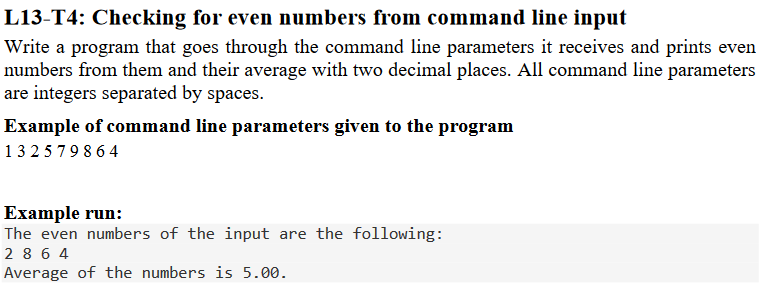 L13-T4: Checking for even numbers from command line input
Write a program that goes through the command line parameters it receives and prints even
numbers from them and their average with two decimal places. All command line parameters
are integers separated by spaces.
Example of command line parameters given to the program
1 3 2 5 7 9 8 6 4
Example run:
The even numbers of the input are the following:
2 8 6 4
Average of the numbers is 5.00.